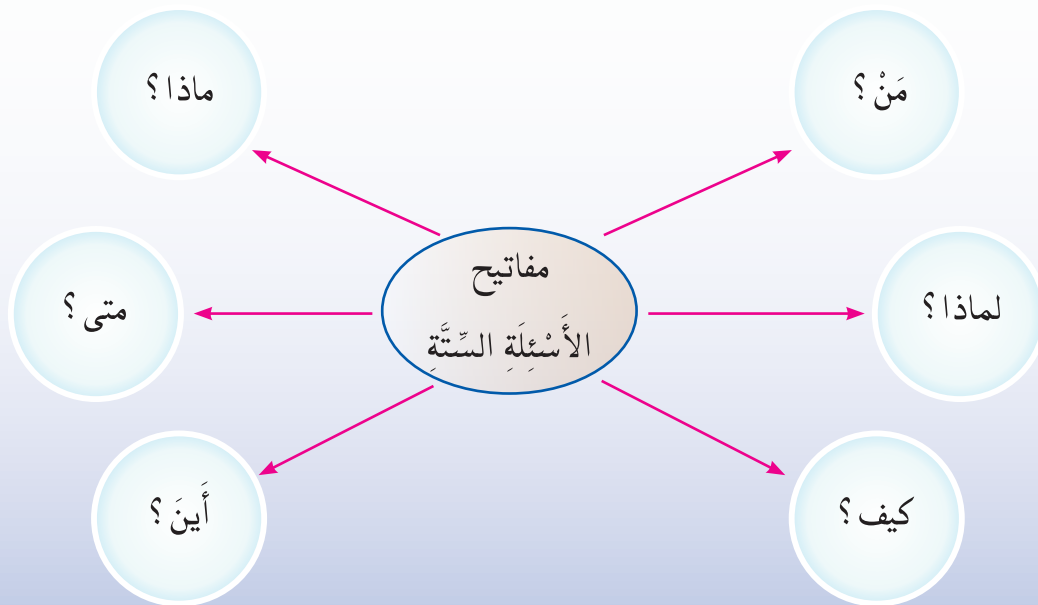 مَنْ ؟
ماذا ؟
مفاتيح
الأَسْئِلَةِ السِّتَّةِ
لماذا ؟
متى ؟
كيف ؟
أَينَ ؟